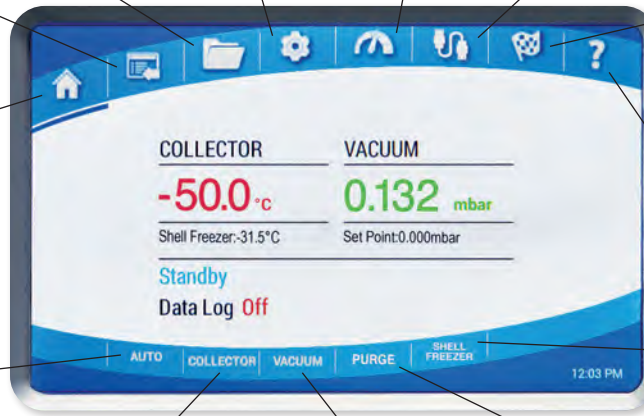 ?
COLLECTOR VACUUM
-50.0 °C 0.132 mbar
Shell Freezer:-31.5°C Set Point:0.000mbar
Standby
Data Log Off
AUTO COLLECTOR VACUUM PURGE SHELL FREEZER
12:03 PM